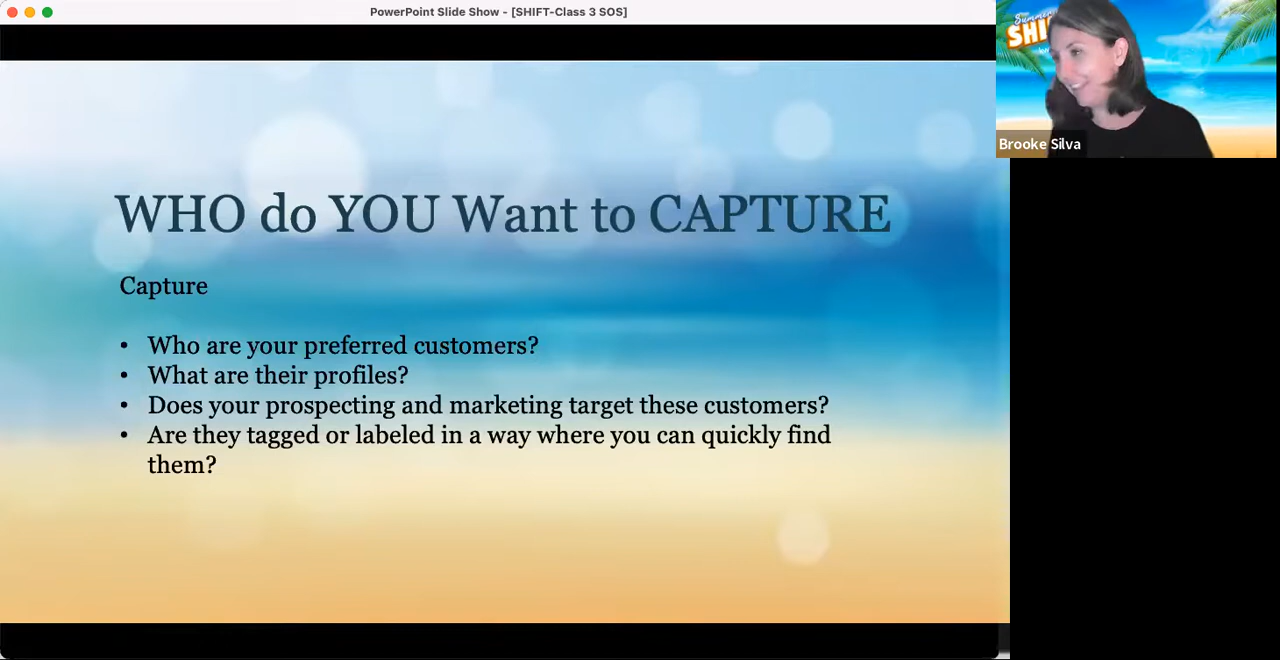 PowerPoint Slide Show - [SHIFT-Class 3 SOS]
WHO do YOU Want to CAPTURE
Capture
• Who are your preferred customers?
• What are their profiles?
• Does your prospecting and marketing target these customers?
• Are they tagged or labeled in a way where you can quickly find
them?
Brooke Silva